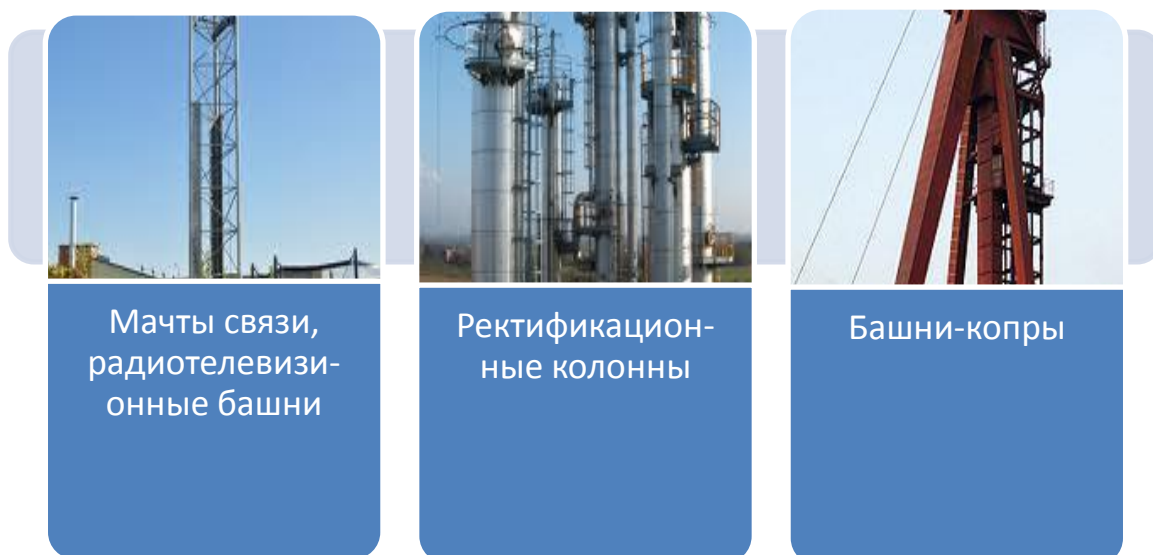 Мачты связи,
радиотелевизи-
онные башни
Ректификацион-
ные колонны
Башни-копры